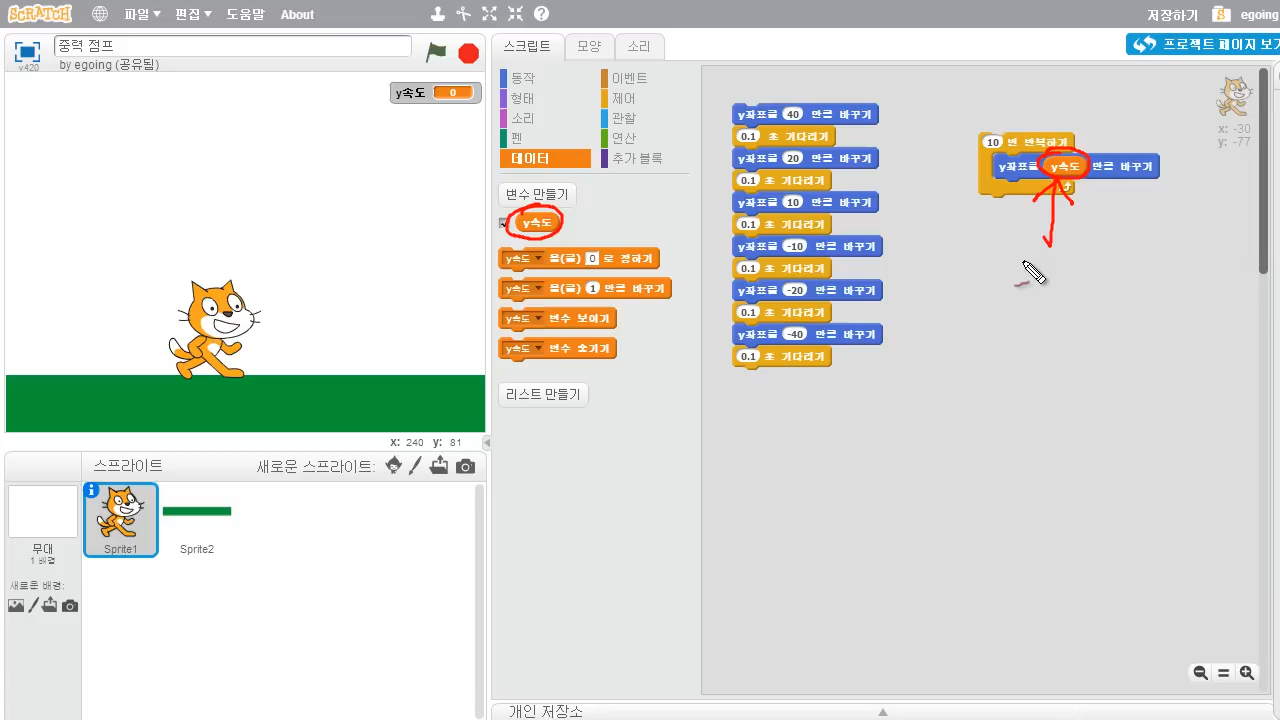 SCRATCH 파일 편집 도움말 About 저장하기 egoing
중력 점프
by egoing (공유됨)
v420
스크립트 모양 소리
프로젝트 페이지 보기
y속도 0
동작 이벤트
형태 제어
소리 관찰
펜 연산
데이터 추가 블록
변수 만들기
y속도
y속도 을(를) 0 로 정하기
y속도 을(를) 1 만큼 바꾸기
y속도 변수 보이기
y속도 변수 숨기기
리스트 만들기
y좌표를 40 만큼 바꾸기
0.1 초 기다리기
y좌표를 20 만큼 바꾸기
0.1 초 기다리기
y좌표를 10 만큼 바꾸기
0.1 초 기다리기
y좌표를 -10 만큼 바꾸기
0.1 초 기다리기
y좌표를 -20 만큼 바꾸기
0.1 초 기다리기
y좌표를 -40 만큼 바꾸기
0.1 초 기다리기
10 번 반복하기
y좌표를 y속도 만큼 바꾸기
x: -30
y: -77
x: 240 y: 81
스프라이트 새로운 스프라이트:
무대
1 배경
새로운 배경:
Sprite1
Sprite2
개인 저장소